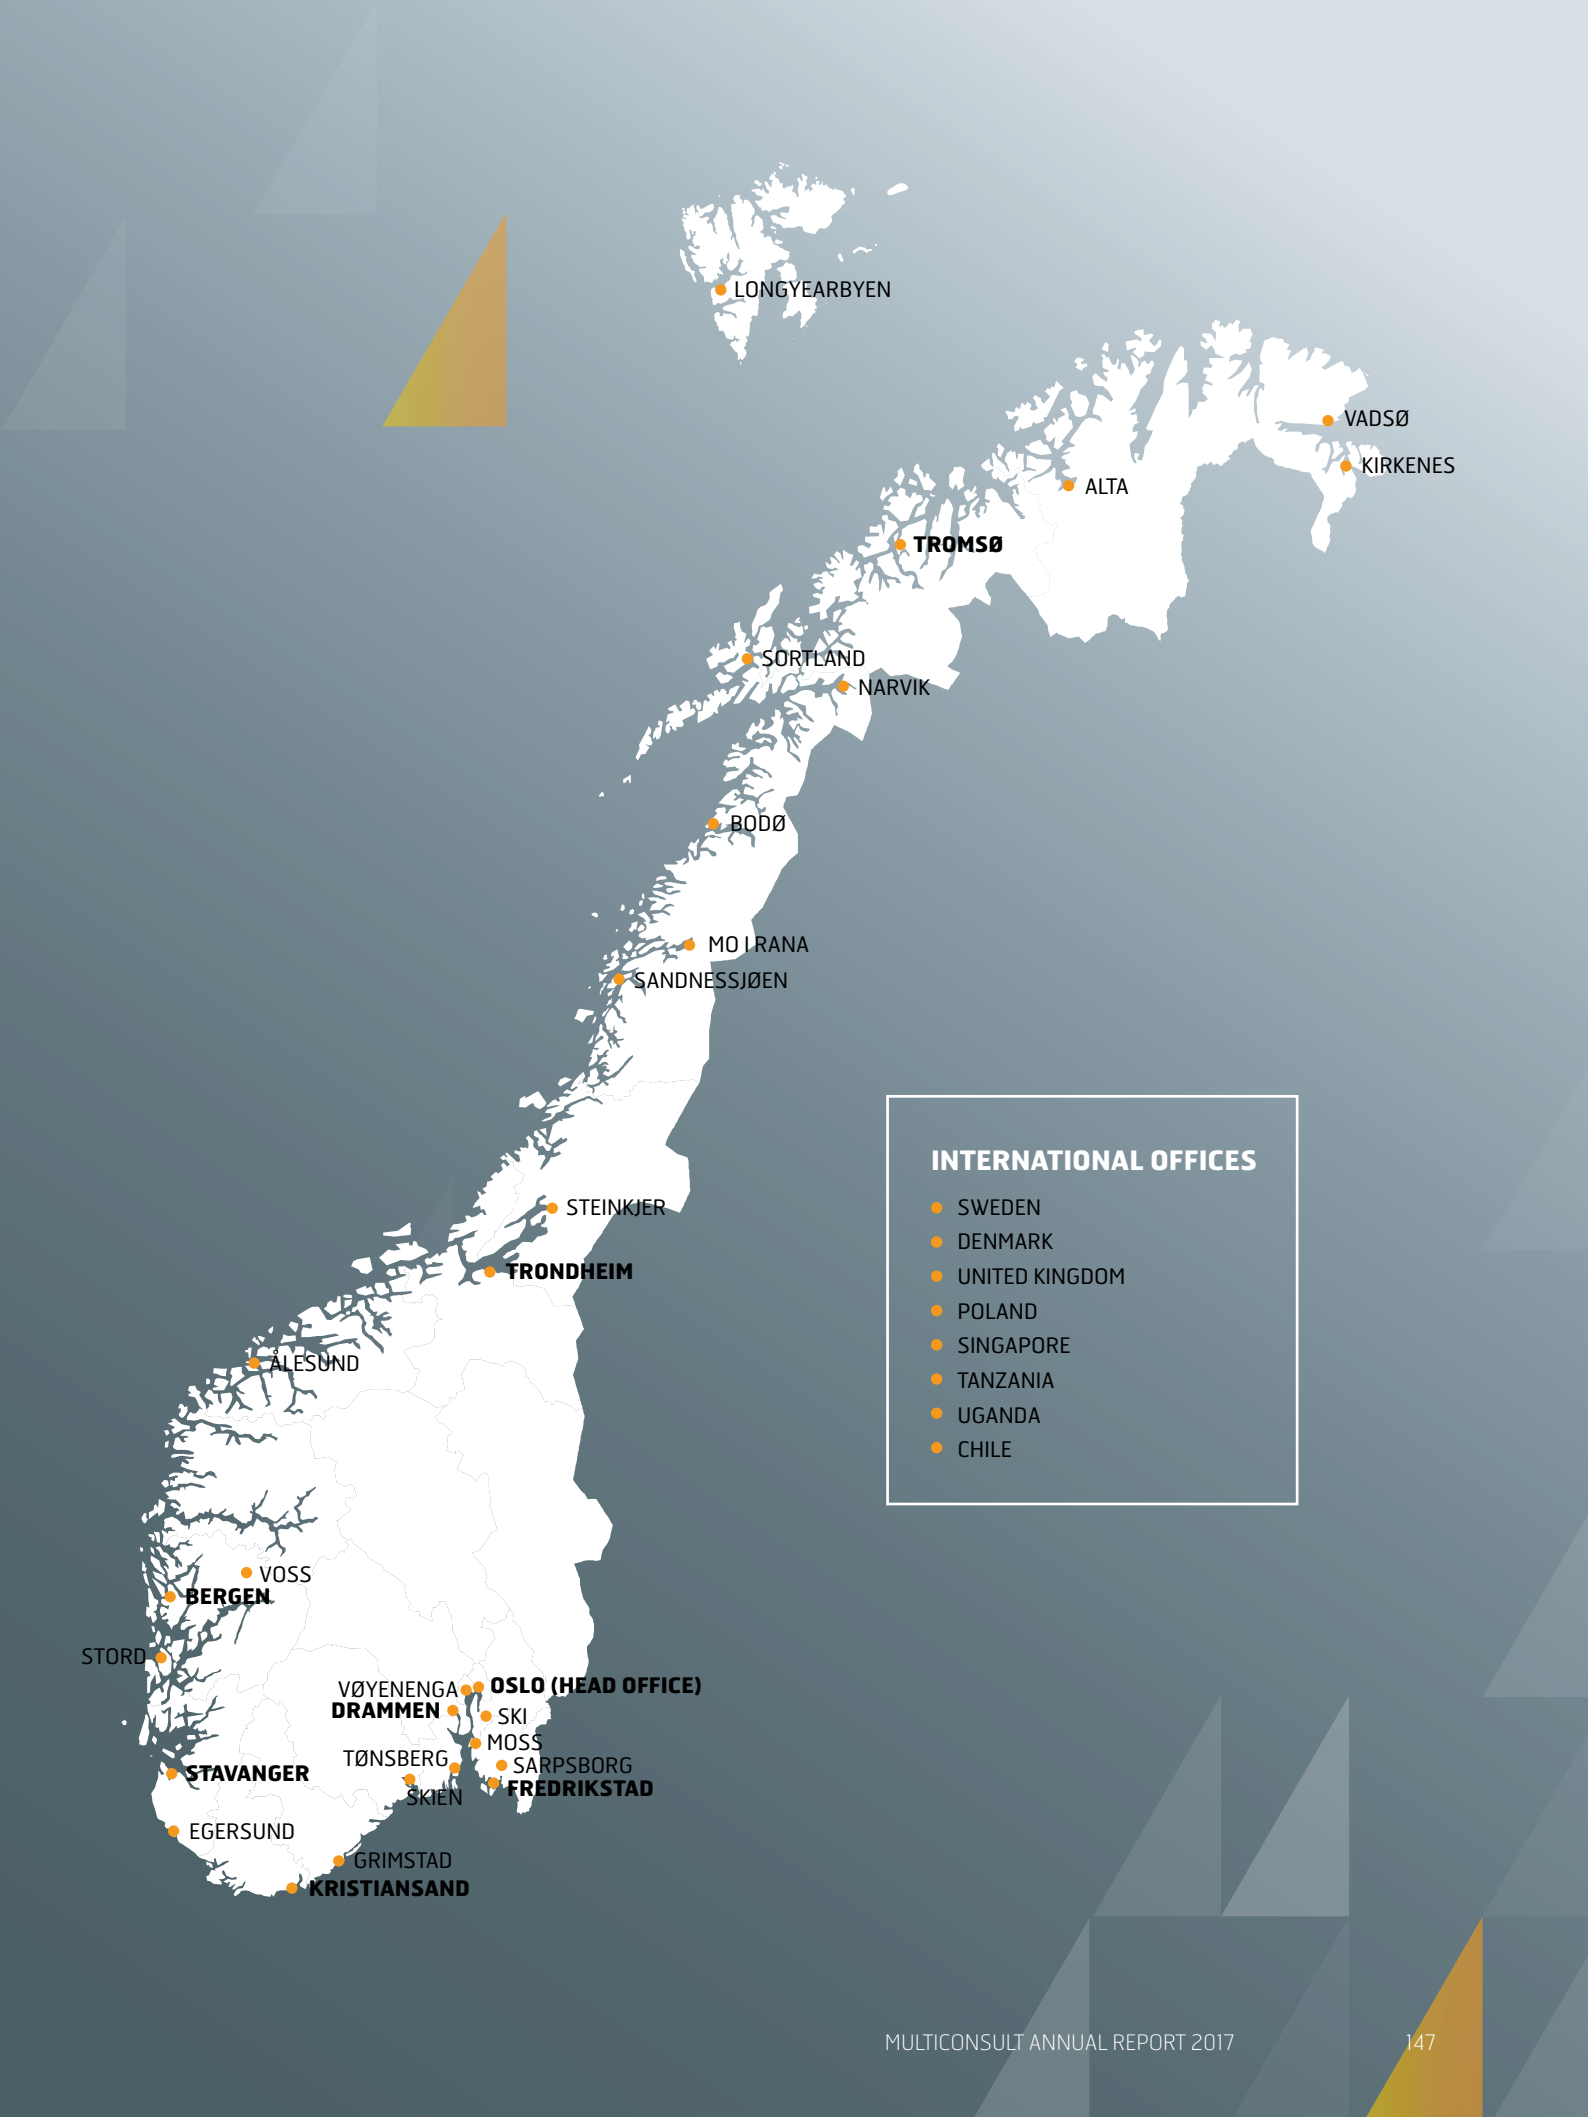 LONGYEARBYEN
VADSØ
KIRKENES
ALTA
TROMSØ
SORTLAND
NARVIK
BODØ
MO I RANA
SANDNESSJØEN
INTERNATIONAL OFFICES
SWEDEN
DENMARK
UNITED KINGDOM
POLAND
SINGAPORE
TANZANIA
UGANDA
CHILE
STEINKJER
TRONDHEIM
ÅLESUND
VOSS
BERGEN
STORD
VØYENENGA
OSLO (HEAD OFFICE)
DRAMMEN
SKI
MOSS
TØNSBERG
SARPSBORG
STAVANGER
FREDRIKSTAD
SKIEN
EGERSUND
GRIMSTAD
KRISTIANSAND
MULTICONSULT ANNUAL REPORT 2017
147